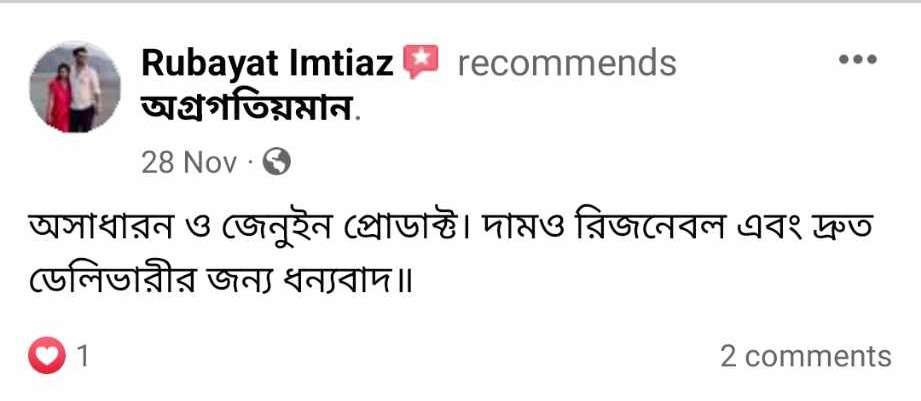 Rubayat Imtiaz recommends
অগ্রগতিয়মান.
28 Nov ·
অসাধারন ও জেনুইন প্রোডাক্ট। দামও রিজনেবল এবং দ্রুত
ডেলিভারীর জন্য ধন্যবাদ॥
1
2 comments